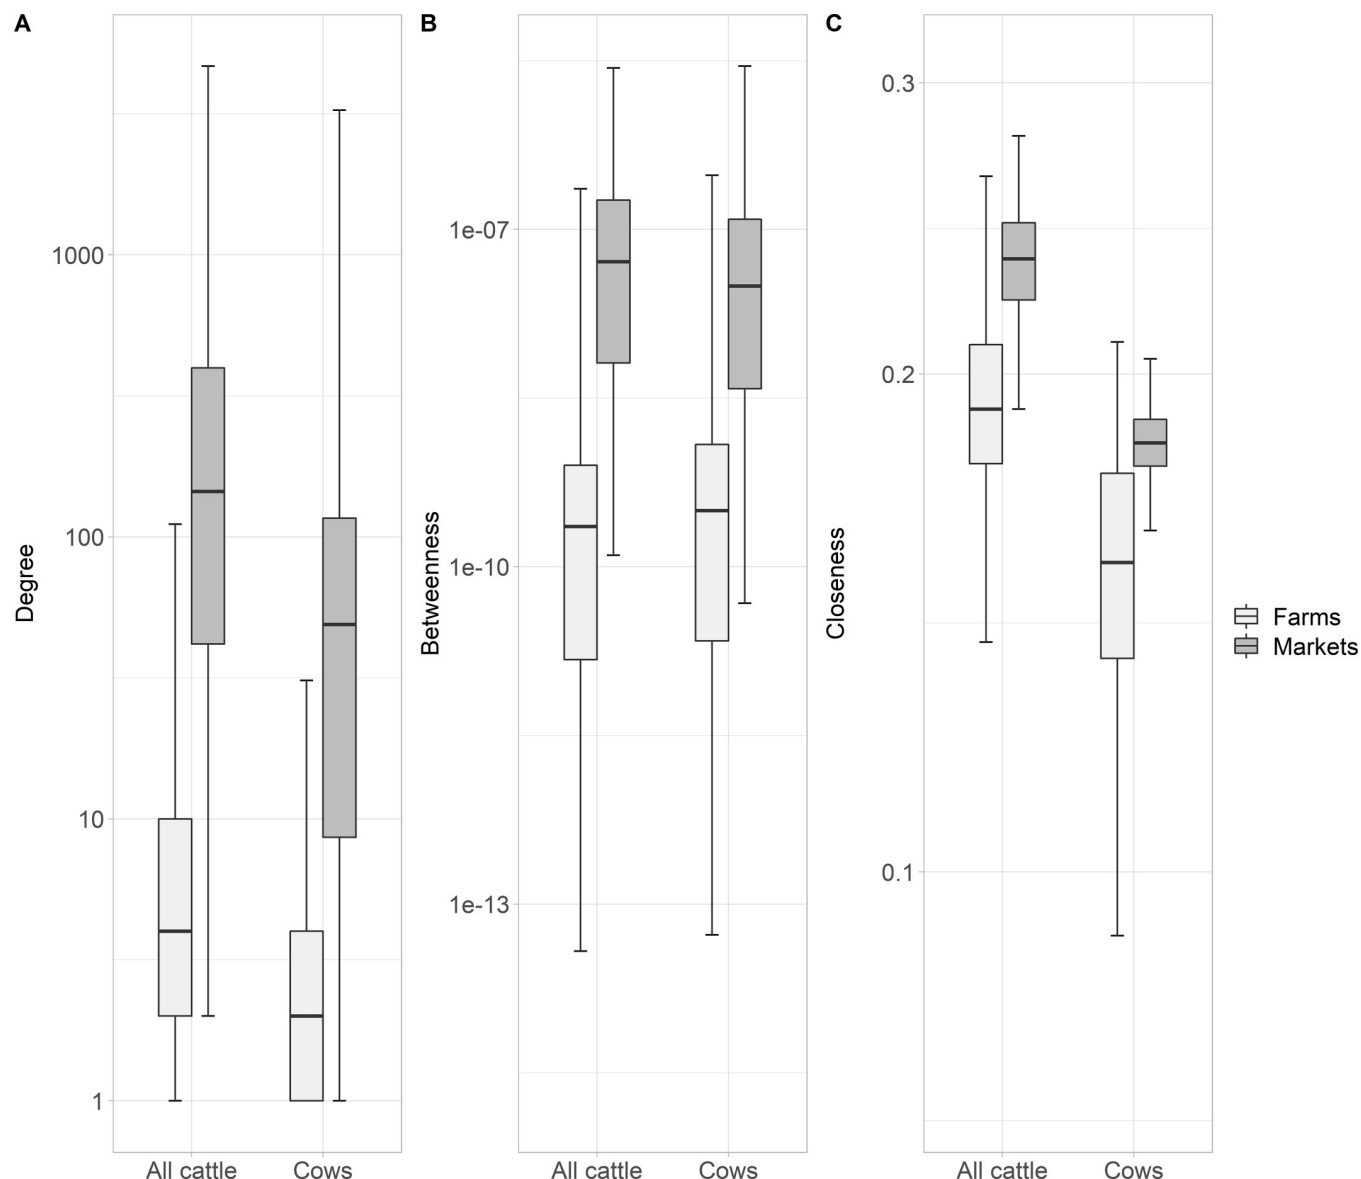 A
Degree
1000
100
10
1
All cattle
Cows
B
Betweenness
1e-07
1e-10
1e-13
All cattle
Cows
C
Closeness
0.3
0.2
0.1
All cattle
Cows
Farms
Markets